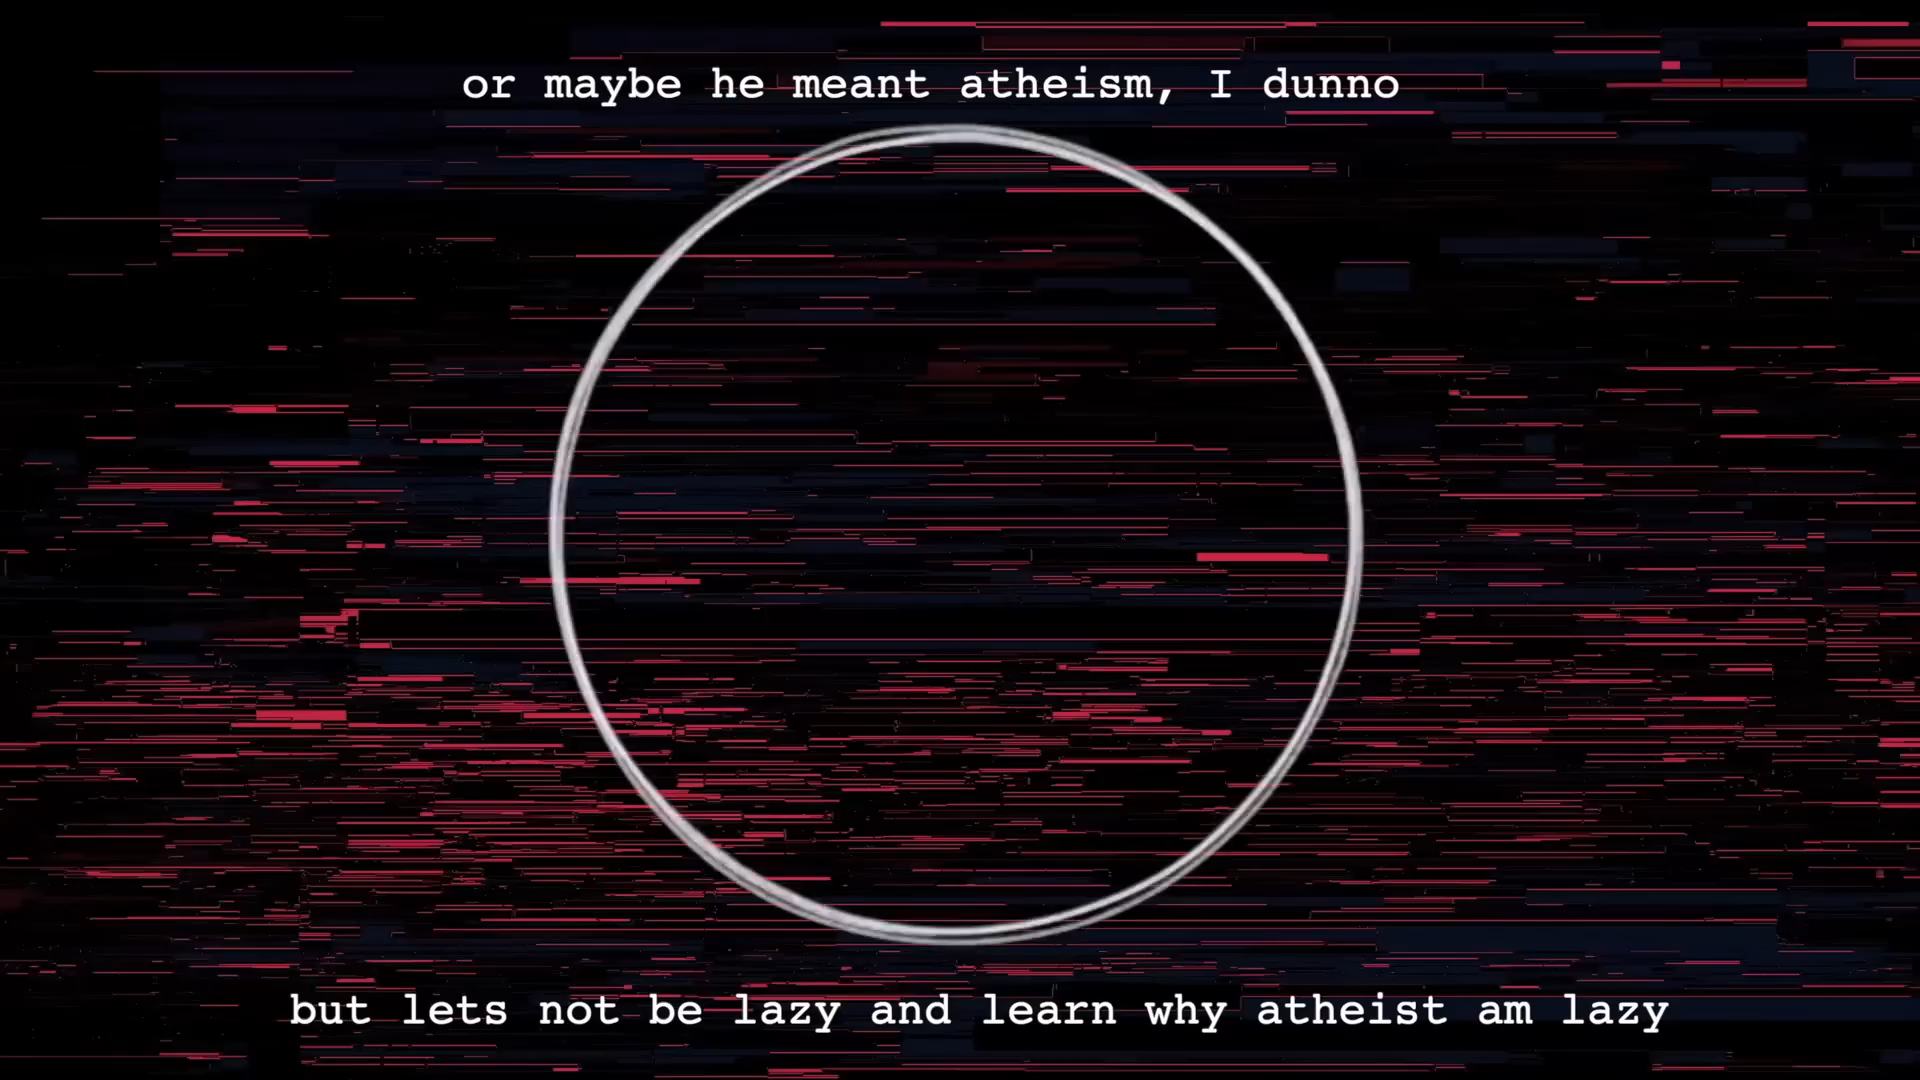 or maybe he meant atheism, I dunno
but lets not be lazy and learn why atheist am lazy